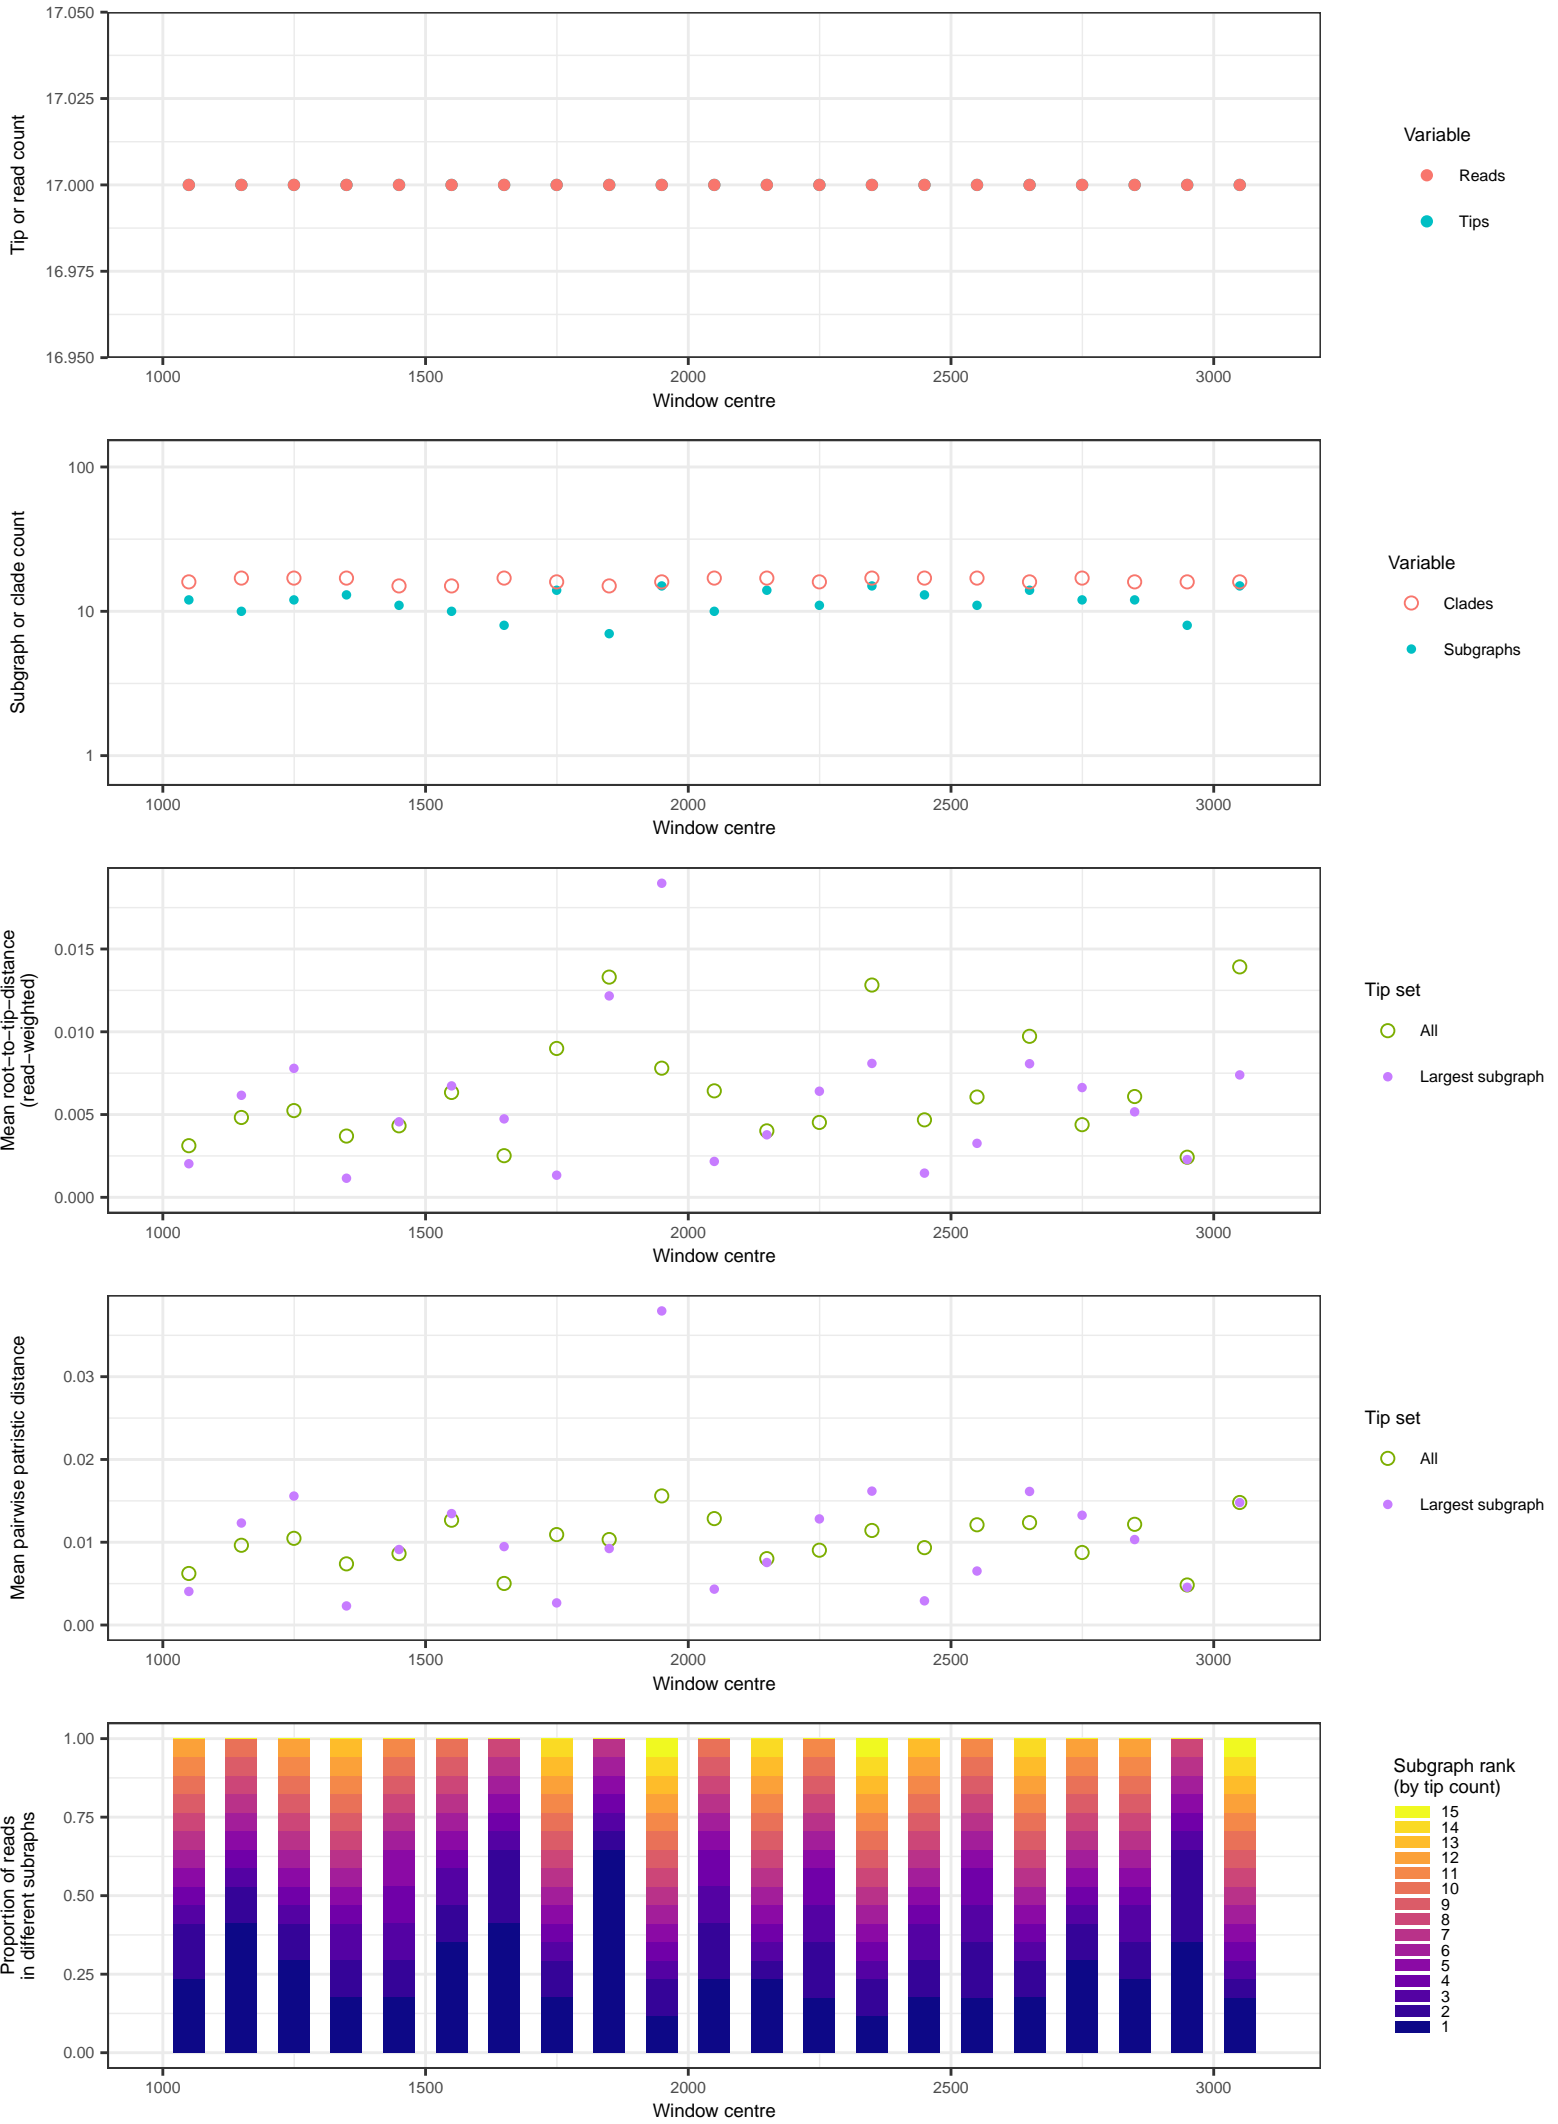 17.050
17.025
17.000
16.975
16.950
Tip or read count
1000 1500 2000 2500 3000
Window centre
Variable
Reads
Tips
100
10
1
Subgraph or clade count
1000 1500 2000 2500 3000
Window centre
Variable
Clades
Subgraphs
0.015
0.010
0.005
0.000
Mean root−to−tip−distance
(read−weighted)
1000 1500 2000 2500 3000
Window centre
Tip set
All
Largest subgraph
0.03
0.02
0.01
0.00
Mean pairwise patristic distance
1000 1500 2000 2500 3000
Window centre
Tip set
All
Largest subgraph
1.00
0.75
0.50
0.25
0.00
Proportion of reads
in different subraphs
1000 1500 2000 2500 3000
Window centre
Subgraph rank
(by tip count)
15
14
13
12
11
10
9
8
7
6
5
4
3
2
1